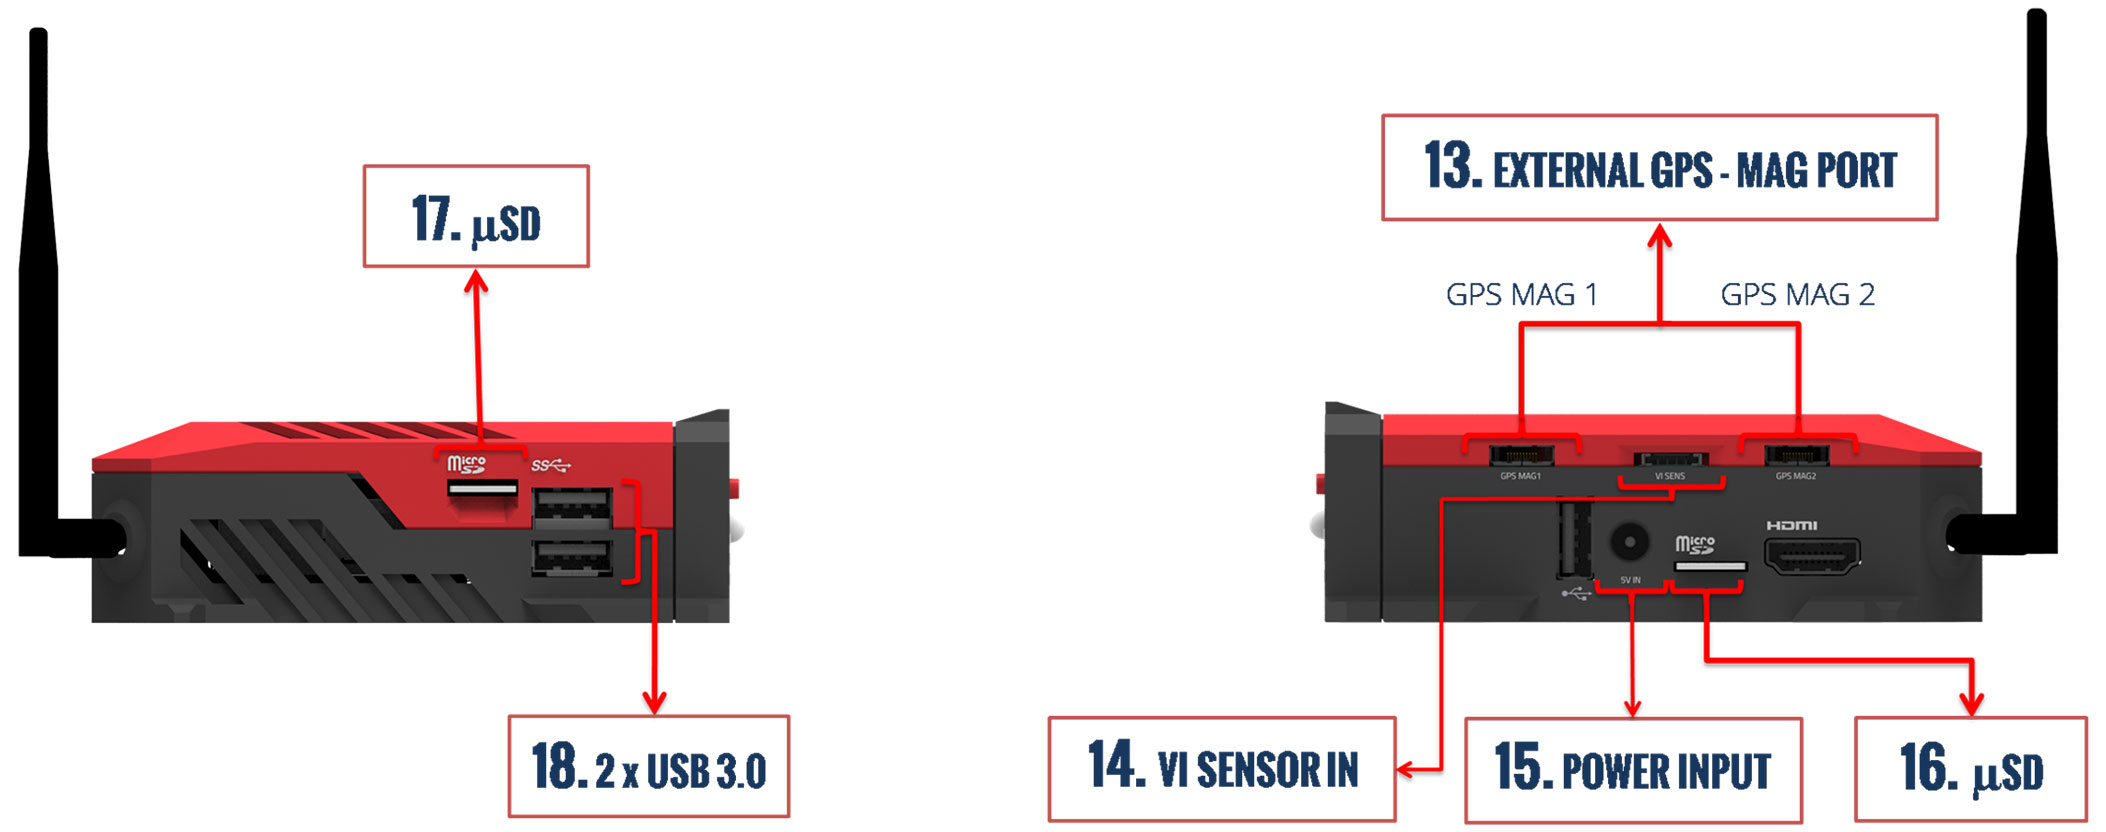 17. µSD
Micro
SD
SS
18. 2 x USB 3.0
13. EXTERNAL GPS - MAG PORT
GPS MAG 1
GPS MAG 2
GPS MAG1
VI SENS
GPS MAG2
HDMI
Micro
SD
5V IN
14. VI SENSOR IN
15. POWER INPUT
16. µSD